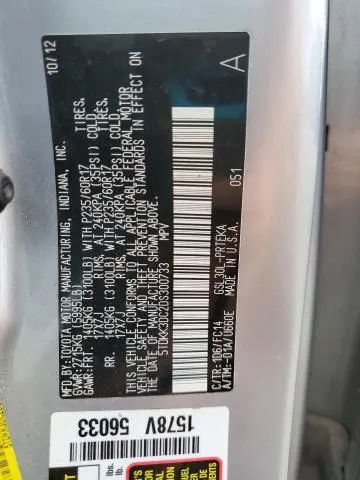 MFD.BY:TOYOTA MOTOR MANUFACTURING, INDIANA, INC. 10/12
GVWR: 2715KG (5995LB)
GAWR:FRT. 1405KG (3100LB) WITH P235/60R17 TIRES,
17X7J RIMS, AT 240KPA (35PSI) COLD
RR. 1405KG (3100LB) WITH P235/60R17 TIRES,
17X7J RIMS, AT 240KPA (35PSI) COLD
THIS VEHICLE CONFORMS TO ALL APPLICABLE FEDERAL MOTOR
VEHICLE SAFETY AND THEFT PREVENTION STANDARDS IN EFFECT ON
THE DATE OF MANUFACTURE SHOWN ABOVE.
5TDKK3DC2DS300733 MPV
A
051
C/TR:1D6/FC14 GSL30L-PRTEKA
A/TM:-01A/U660E MADE IN U.S.A.
1578V 56033
lbs.
lb.